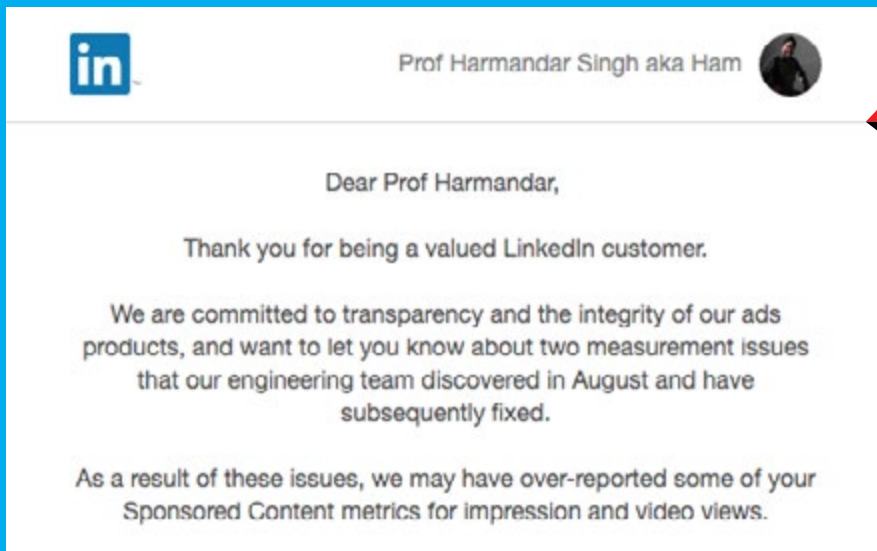 in
Prof Harmandar Singh aka Ham
Dear Prof Harmandar,
Thank you for being a valued LinkedIn customer.
We are committed to transparency and the integrity of our ads
products, and want to let you know about two measurement issues
that our engineering team discovered in August and have
subsequently fixed.
As a result of these issues, we may have over-reported some of your
Sponsored Content metrics for impression and video views.